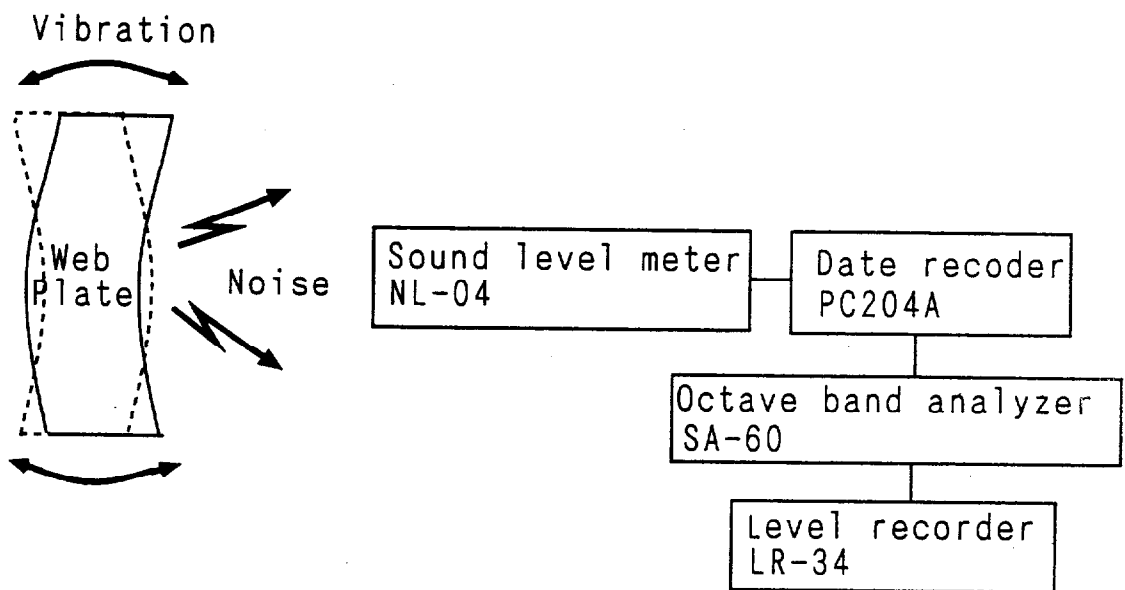 Vibration
Web
Plate
Noise
Sound level meter
NL-04
Date recoder
PC204A
Octave band analyzer
SA-60
Level recorder
LR-34